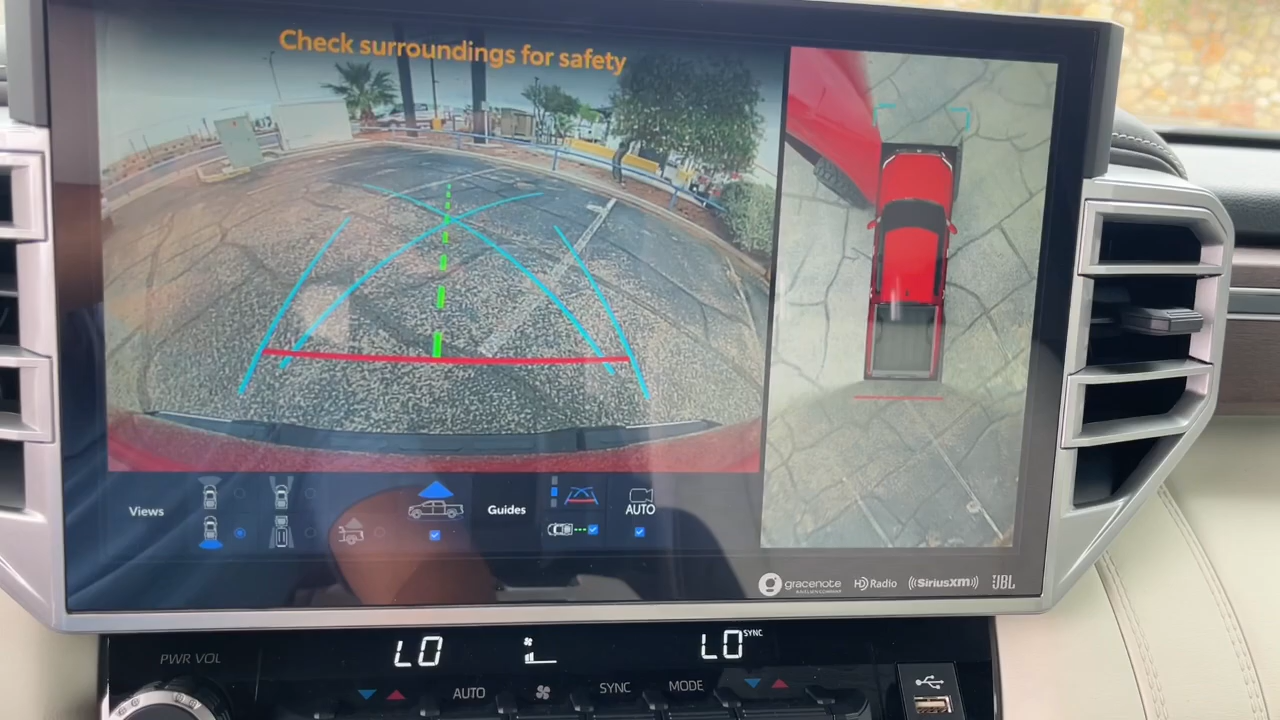 Check surroundings for safety
Views
Guides
AUTO
gracenote
HD Radio
SiriusXM
JBL
PWR VOL
LO
LO SYNC
AUTO
SYNC
MODE